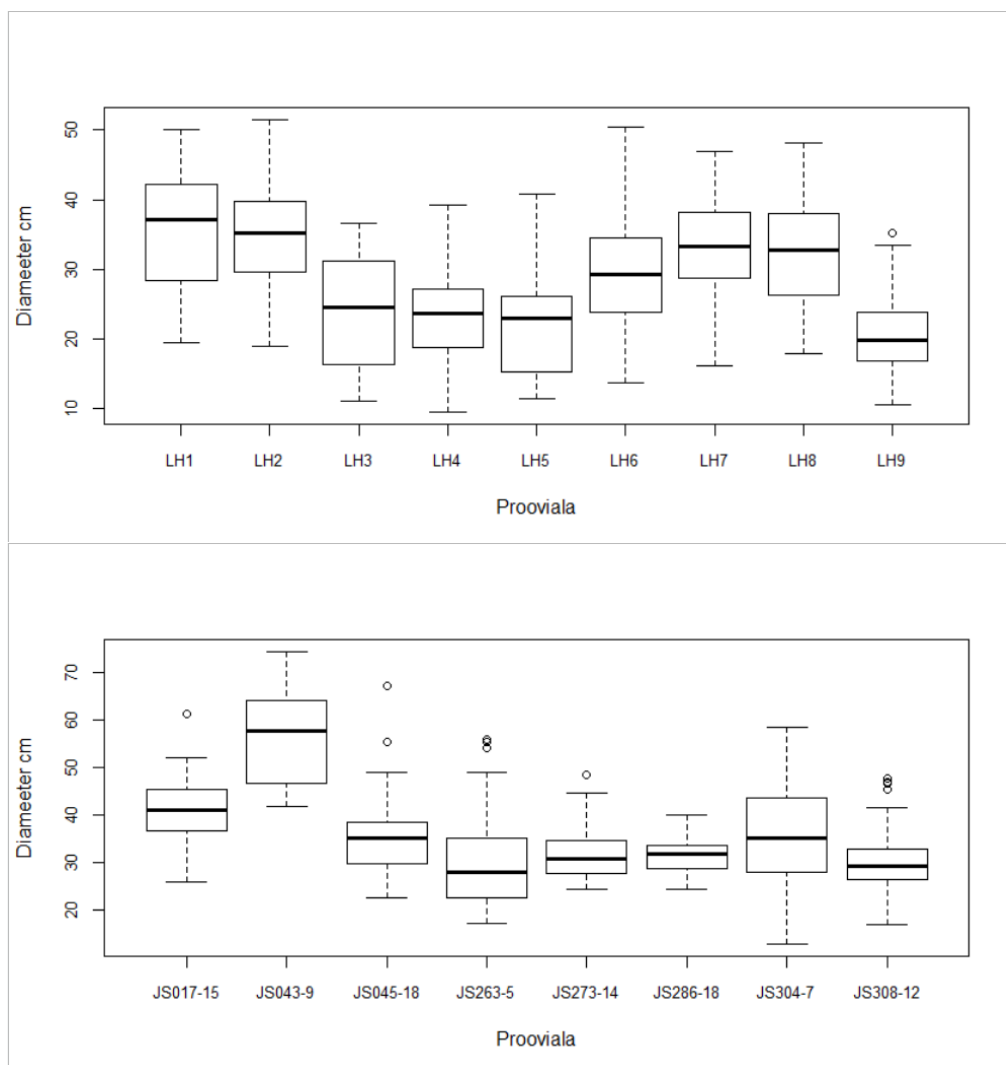 50
40
30
20
10
Diameeter cm
LH1 LH2 LH3 LH4 LH5 LH6 LH7 LH8 LH9
Prooviala
70
60
50
40
30
20
Diameeter cm
JS017-15 JS043-9 JS045-18 JS263-5 JS273-14 JS286-18 JS304-7 JS308-12
Prooviala